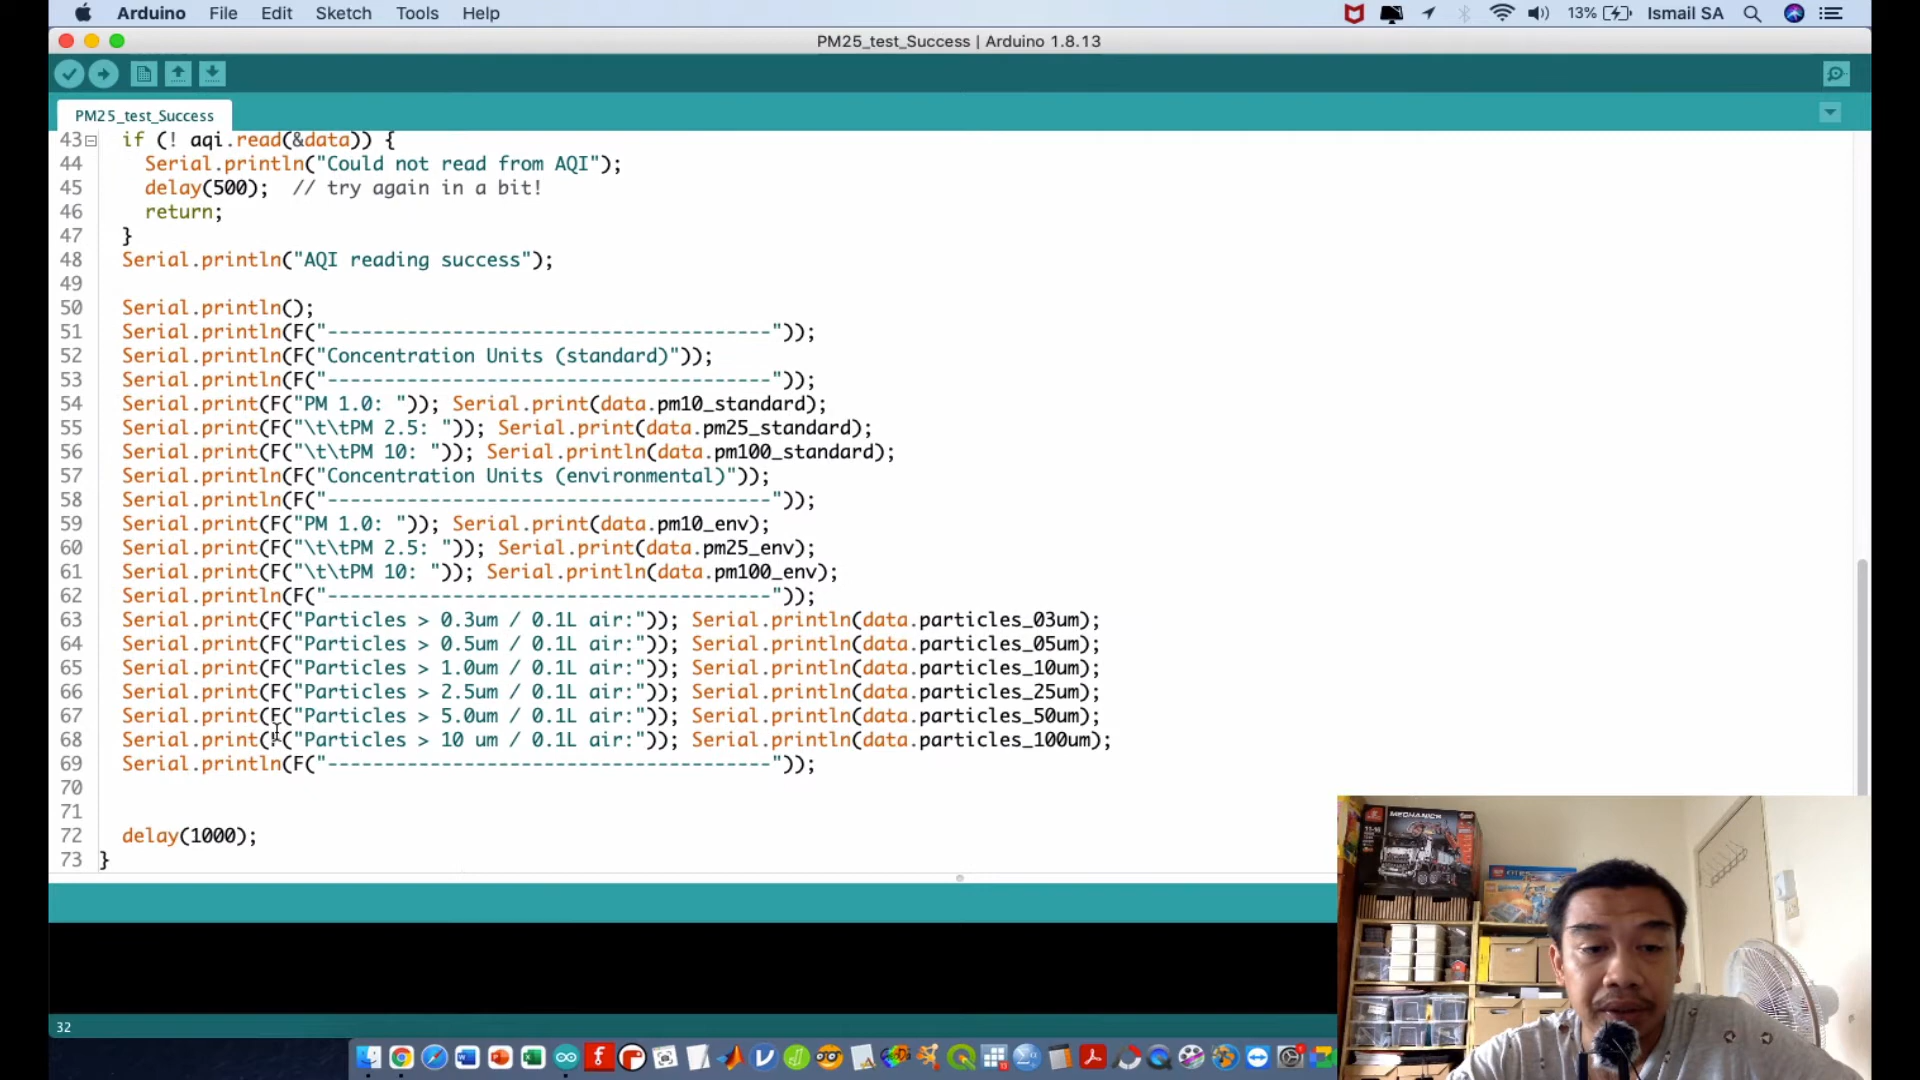 Arduino File Edit Sketch Tools Help 13% Ismail SA
PM25_test_Success | Arduino 1.8.13
PM25_test_Success
43 if (! aqi.read(&data)) {
44 Serial.println("Could not read from AQI");
45 delay(500); // try again in a bit!
46 return;
47 }
48 Serial.println("AQI reading success");
49
50 Serial.println();
51 Serial.println(F("---------------------------------------"));
52 Serial.println(F("Concentration Units (standard)"));
53 Serial.println(F("---------------------------------------"));
54 Serial.print(F("PM 1.0: ")); Serial.print(data.pm10_standard);
55 Serial.print(F("\t\tPM 2.5: ")); Serial.print(data.pm25_standard);
56 Serial.print(F("\t\tPM 10: ")); Serial.println(data.pm100_standard);
57 Serial.println(F("Concentration Units (environmental)"));
58 Serial.println(F("---------------------------------------"));
59 Serial.print(F("PM 1.0: ")); Serial.print(data.pm10_env);
60 Serial.print(F("\t\tPM 2.5: ")); Serial.print(data.pm25_env);
61 Serial.print(F("\t\tPM 10: ")); Serial.println(data.pm100_env);
62 Serial.println(F("---------------------------------------"));
63 Serial.print(F("Particles > 0.3um / 0.1L air:")); Serial.println(data.particles_03um);
64 Serial.print(F("Particles > 0.5um / 0.1L air:")); Serial.println(data.particles_05um);
65 Serial.print(F("Particles > 1.0um / 0.1L air:")); Serial.println(data.particles_10um);
66 Serial.print(F("Particles > 2.5um / 0.1L air:")); Serial.println(data.particles_25um);
67 Serial.print(F("Particles > 5.0um / 0.1L air:")); Serial.println(data.particles_50um);
68 Serial.print(F("Particles > 10 um / 0.1L air:")); Serial.println(data.particles_100um);
69 Serial.println(F("---------------------------------------"));
70
71
72 delay(1000);
73 }
MECHANICS
32